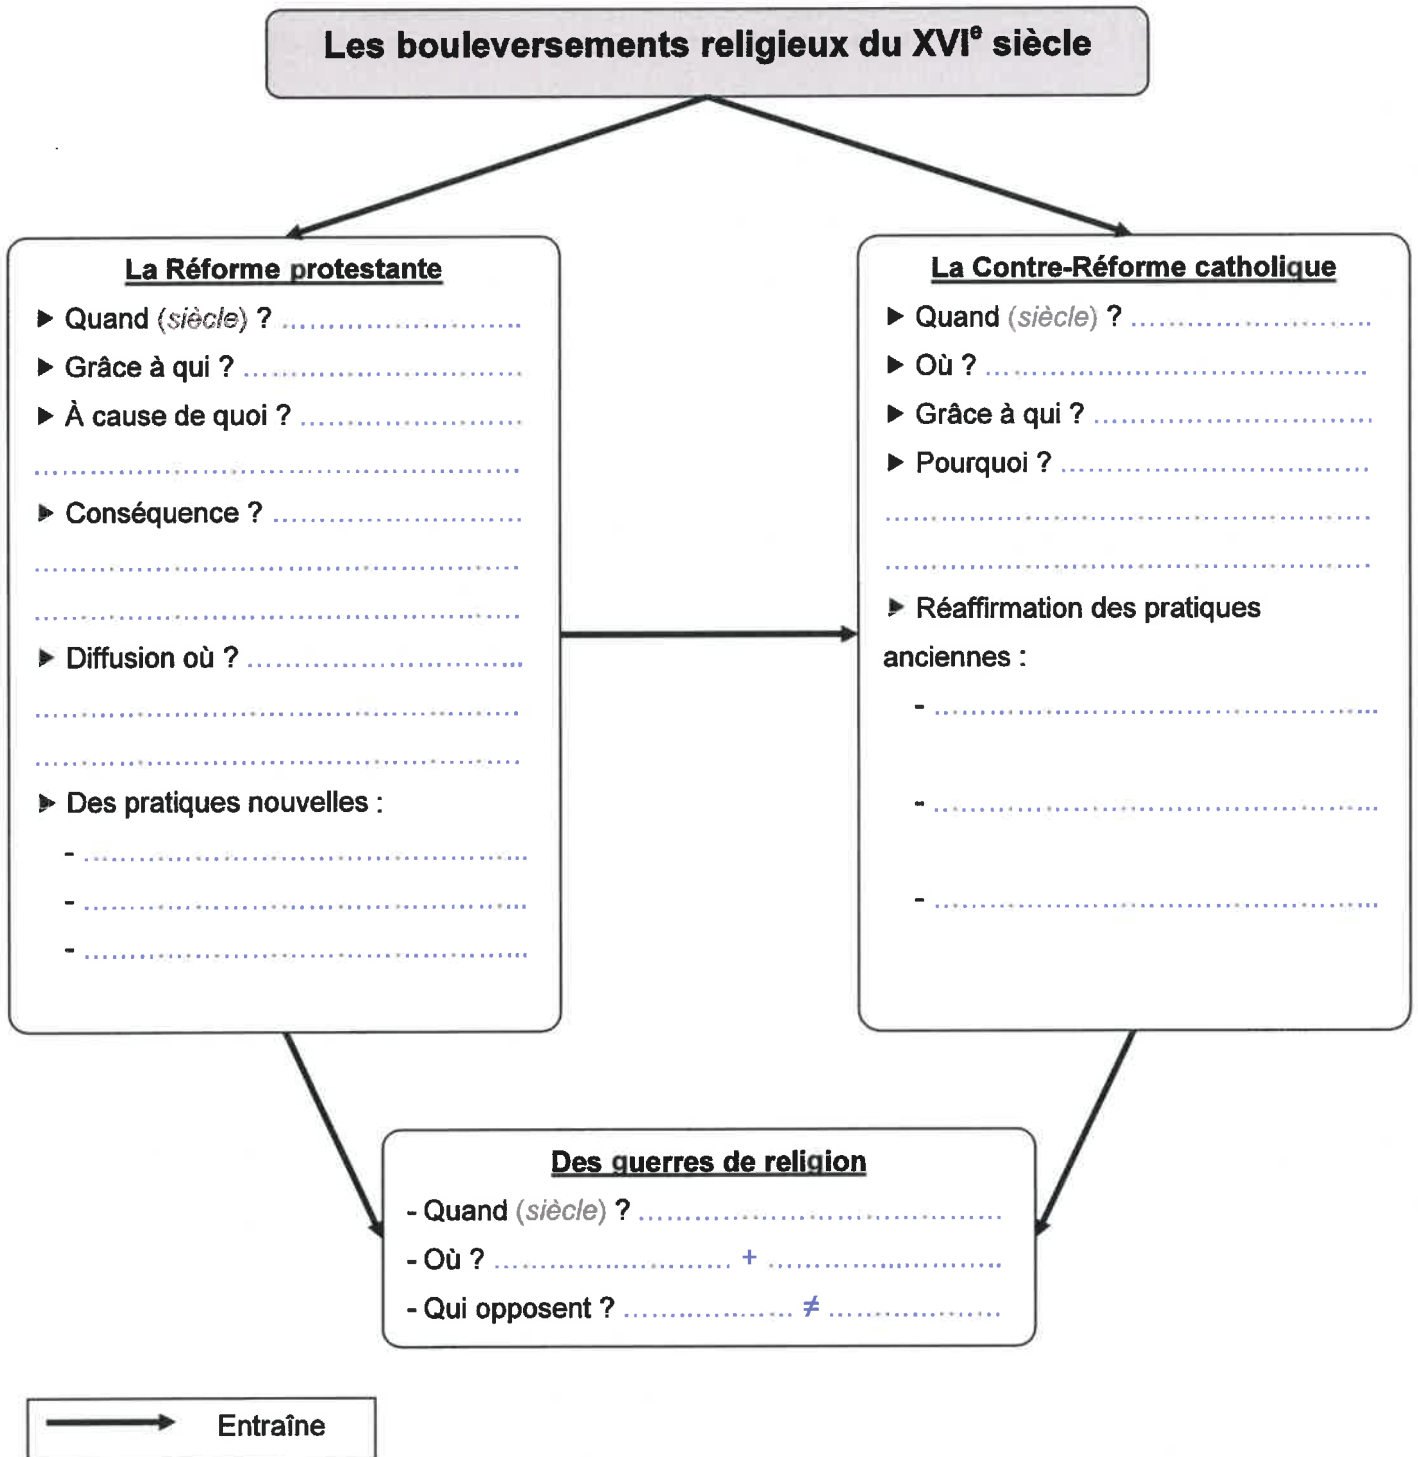 Les bouleversements religieux du XVIᵉ siècle
La Réforme protestante
► Quand (siècle) ? ..........................
► Grâce à qui ? ..............................
► À cause de quoi ? ........................
....................................................
► Conséquence ? ...........................
....................................................
....................................................
► Diffusion où ? ..............................
....................................................
....................................................
► Des pratiques nouvelles :
- ................................................
- ................................................
- ................................................
La Contre-Réforme catholique
► Quand (siècle) ? ..........................
► Où ? .........................................
► Grâce à qui ? ..............................
► Pourquoi ? .................................
....................................................
....................................................
► Réaffirmation des pratiques
anciennes :
- ................................................
- ................................................
- ................................................
Des guerres de religion
- Quand (siècle) ? ........................................
- Où ? .......................... + ..........................
- Qui opposent ? ................... ≠ ...................
Entraîne